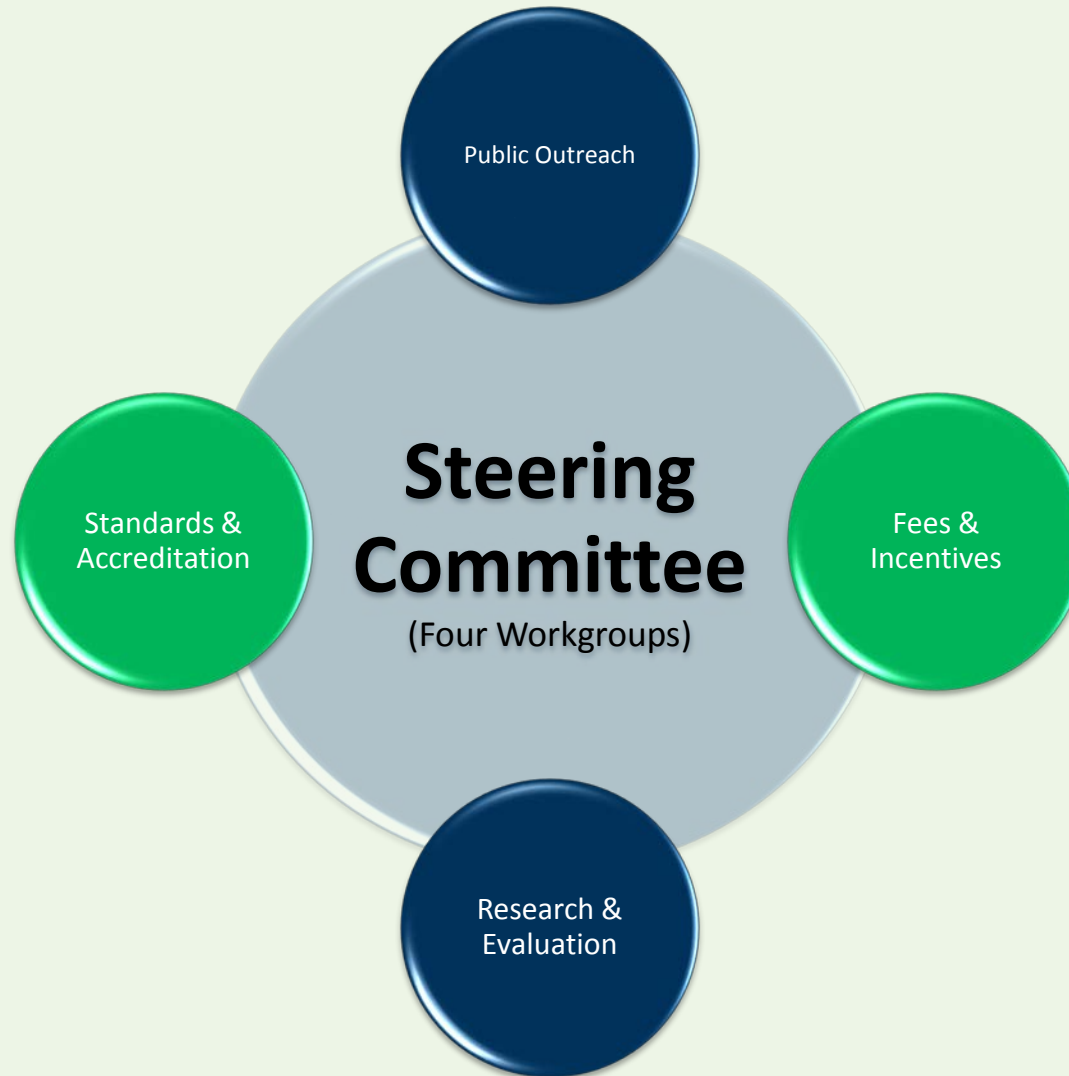 Public Outreach
Standards &
Accreditation
Steering
Committee
(Four Workgroups)
Fees &
Incentives
Research &
Evaluation